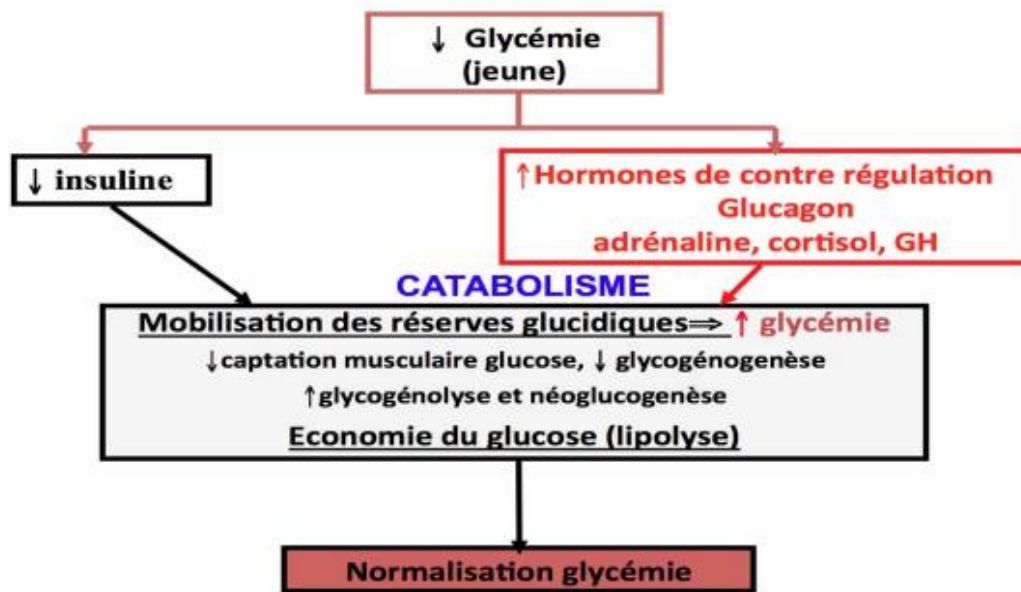 ↓ Glycémie
(jeune)
↓ insuline
↑Hormones de contre régulation
Glucagon
adrénaline, cortisol, GH
CATABOLISME
Mobilisation des réserves glucidiques⇒ ↑ glycémie
↓captation musculaire glucose, ↓ glycogénogenèse
↑glycogénolyse et néoglucogenèse
Economie du glucose (lipolyse)
Normalisation glycémie